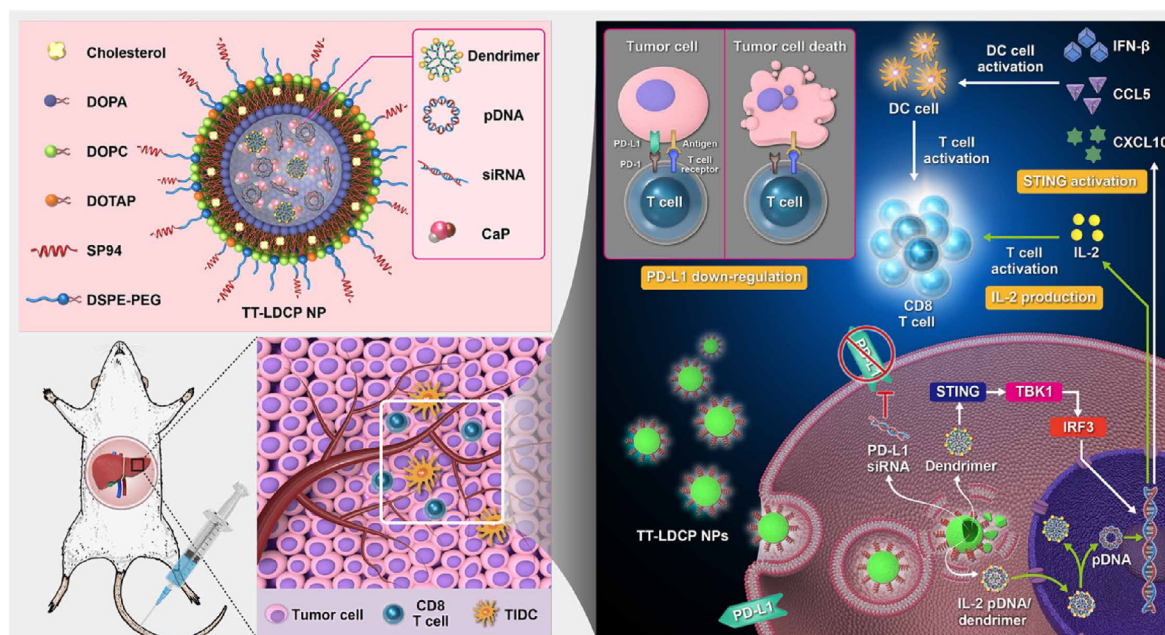 Cholesterol
DOPA
DOPC
DOTAP
SP94
DSPE-PEG
TT-LDCP NP
Dendrimer
pDNA
siRNA
CaP
Tumor cell
CD8
T cell
TIDC
Tumor cell
Tumor cell death
PD-L1
Antigen
PD-1
T cell
receptor
T cell
T cell
PD-L1 down-regulation
DC cell
DC cell
activation
IFN-β
CCL5
CXCL10
T cell
activation
STING activation
CD8
T cell
T cell
activation
IL-2
IL-2 production
TT-LDCP NPs
PD-L1
PD-L1
siRNA
Dendrimer
STING
TBK1
IRF3
pDNA
IL-2 pDNA/
dendrimer
PD-L1